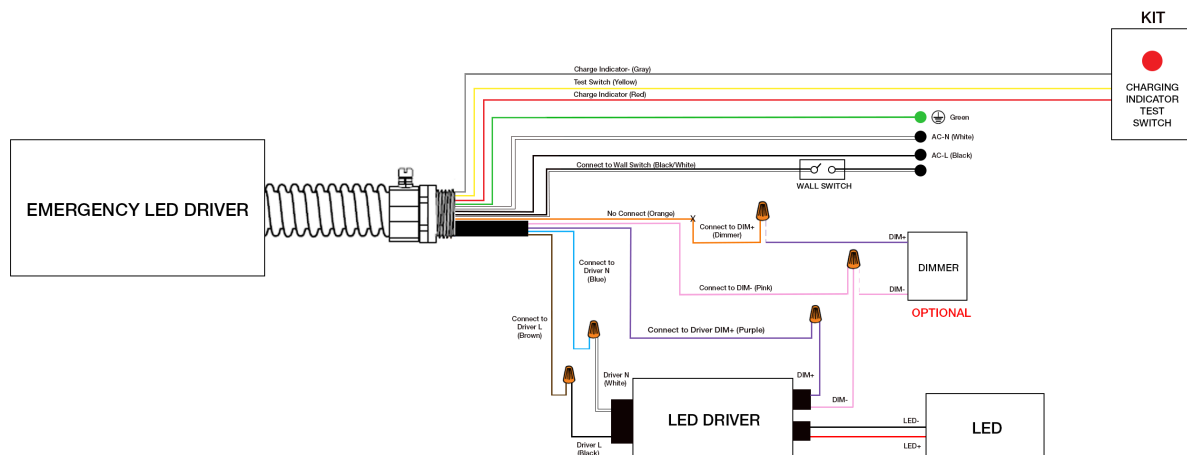 KIT
Charge Indicator- (Gray)
Test Switch (Yellow)
Charge Indicator (Red)
CHARGING
INDICATOR
TEST
SWITCH
Green
AC-N (White)
AC-L (Black)
Connect to Wall Switch (Black/White)
WALL SWITCH
EMERGENCY LED DRIVER
No Connect (Orange)
X
Connect to DIM+
(Dimmer)
DIM+
DIMMER
DIM-
OPTIONAL
Connect to
Driver N
(Blue)
Connect to DIM- (Pink)
Connect to
Driver L
(Brown)
Connect to Driver DIM+ (Purple)
Driver N
(White)
DIM+
DIM-
LED DRIVER
LED-
LED+
LED
Driver L
(Black)